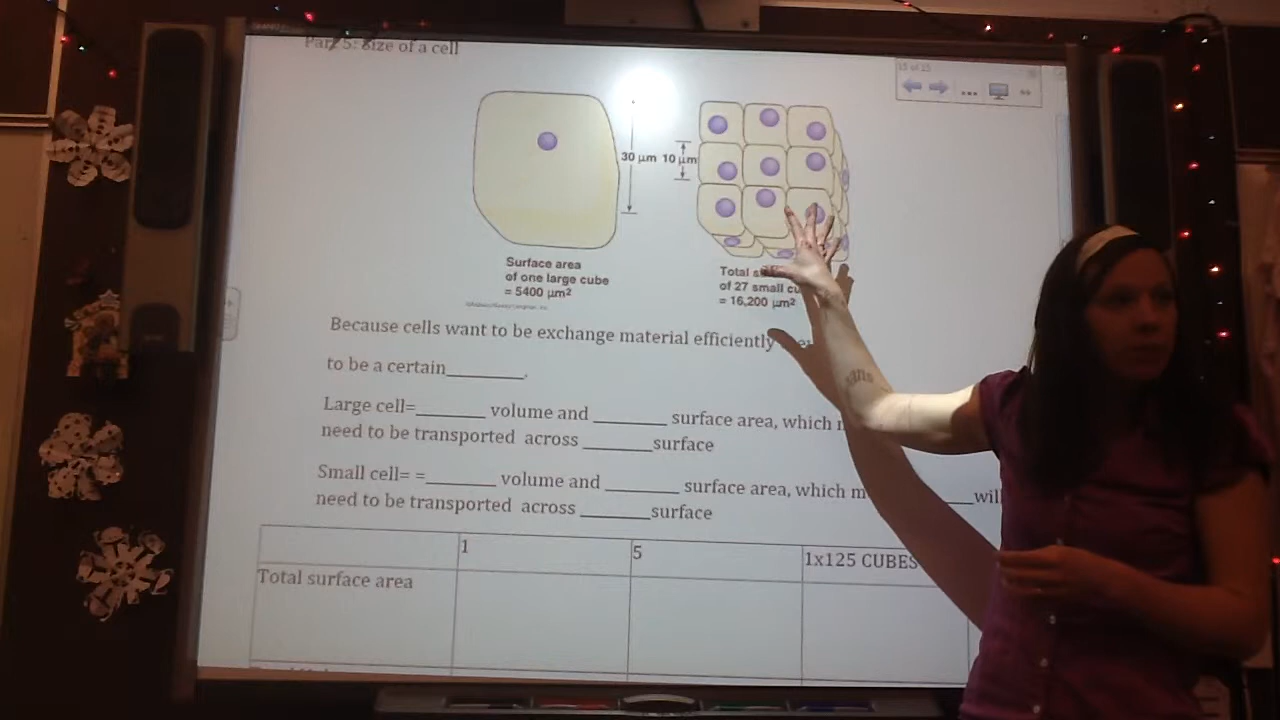 Part 5: Size of a cell
15 of 15
30 µm 10 µm
Surface area
of one large cube
= 5400 µm2
Total
of 27 small
= 16,200 µm2
Because cells want to be exchange material efficiently
to be a certain________.
Large cell=________ volume and ________ surface area, which
need to be transported across ________surface
Small cell= =________ volume and ________ surface area, which
need to be transported across ________surface
1 5 1x125 CUBES
Total surface area